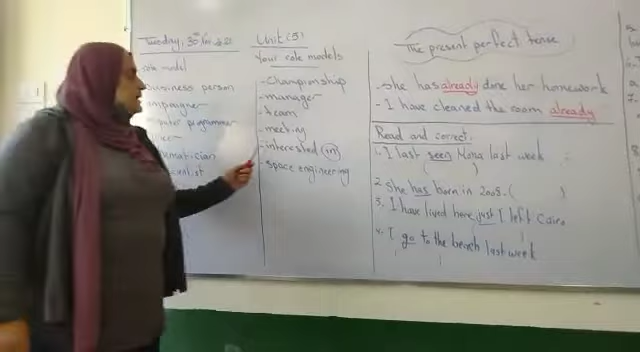 Tuesday, 30th Nov
role model
business person
programmer
Unit (5)
Your role models
- Championship
- manager
- team
- meeting
- interested (in)
- space engineering
The present perfect tense
- she has already done her homework
- I have cleaned the room already
Read and correct:
1. I last seen Mona last week
2. She has born in 2005. ( )
3. I have lived here, just I left Cairo
4. I go to the beach last week